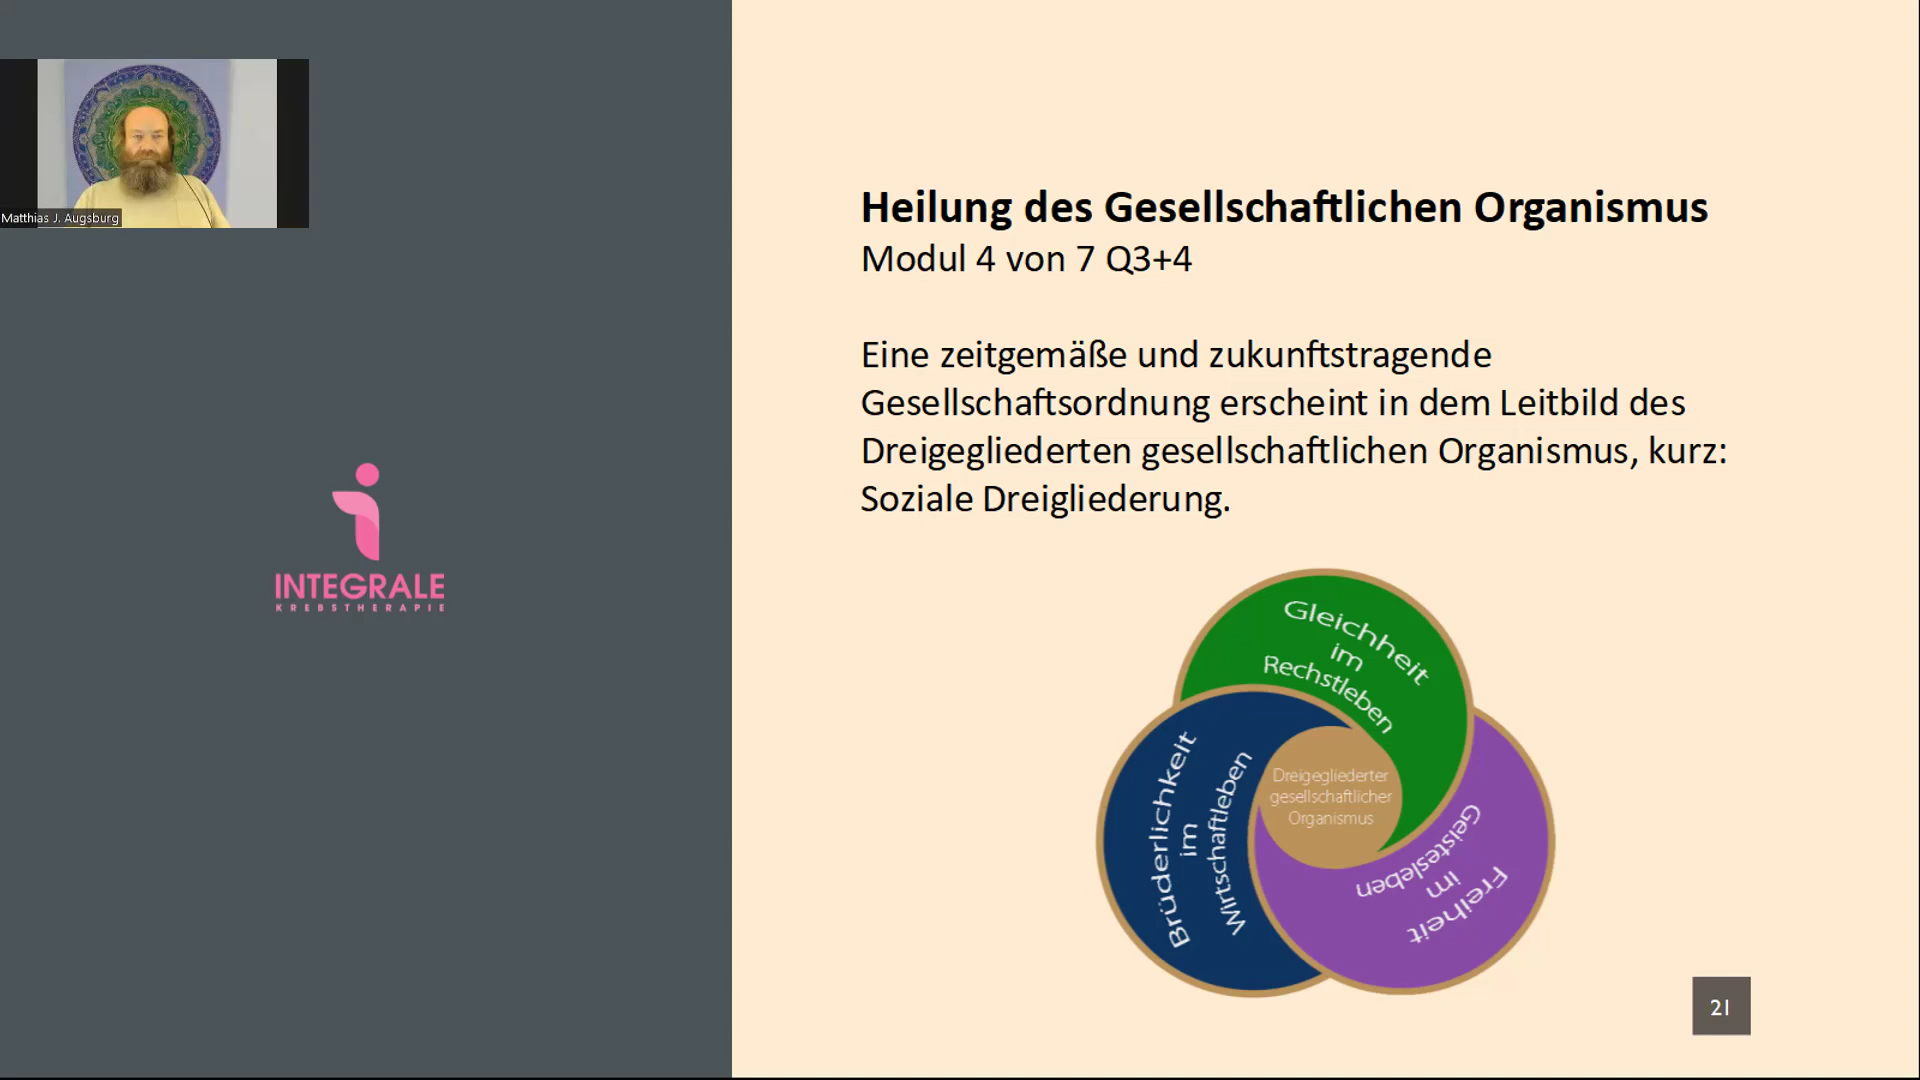 Matthias J. Augsburg
INTEGRALE
KREBSTHERAPIE
Heilung des Gesellschaftlichen Organismus
Modul 4 von 7 Q3+4
Eine zeitgemäße und zukunftstragende
Gesellschaftsordnung erscheint in dem Leitbild des
Dreigegliederten gesellschaftlichen Organismus, kurz:
Soziale Dreigliederung.
Gleichheit
im
Rechstleben
Brüderlichkeit
im
Wirtschaftleben
Dreigegliederter
gesellschaftlicher
Organismus
Freiheit
im
Geistesleben
21